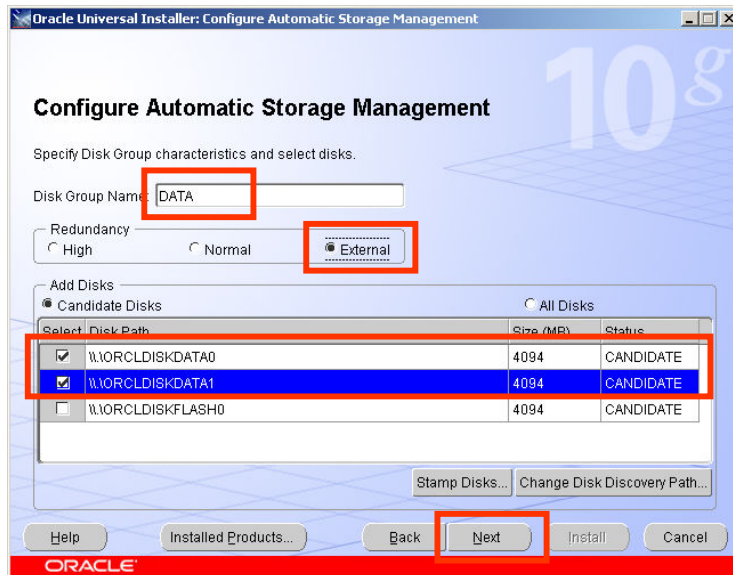 Oracle Universal Installer: Configure Automatic Storage Management
10g
Configure Automatic Storage Management
Specify Disk Group characteristics and select disks.
Disk Group Name: DATA
Redundancy
High Normal External
Add Disks
Candidate Disks All Disks
Select Disk Path Size (MB) Status
\\.\ORCLDISKDATA0 4094 CANDIDATE
\\.\ORCLDISKDATA1 4094 CANDIDATE
\\.\ORCLDISKFLASH0 4094 CANDIDATE
Stamp Disks... Change Disk Discovery Path...
Help Installed Products... Back Next Install Cancel
ORACLE